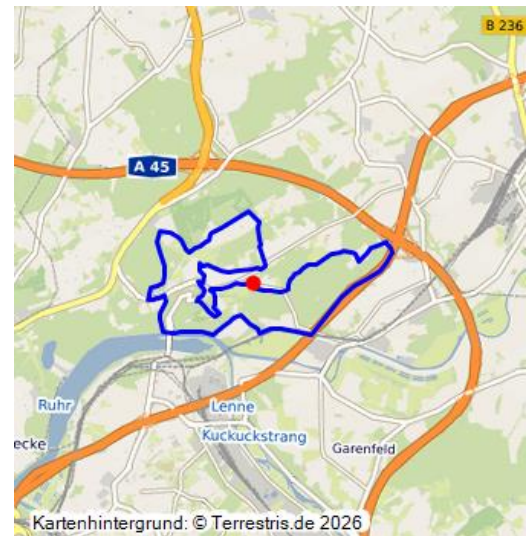 B 236
A 45
Ruhr
Lenne
Kuckuckstrang
ecke
Garenfeld
Kartenhintergrund: © Terrestris.de 2026